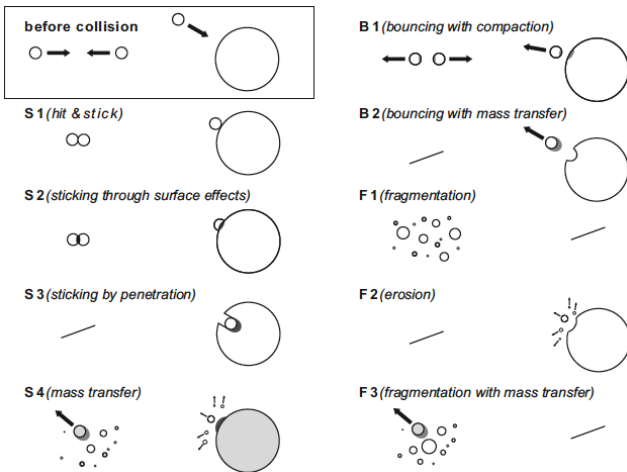 before collision
S 1 (hit & stick)
S 2 (sticking through surface effects)
S 3 (sticking by penetration)
S 4 (mass transfer)
B 1 (bouncing with compaction)
B 2 (bouncing with mass transfer)
F 1 (fragmentation)
F 2 (erosion)
F 3 (fragmentation with mass transfer)